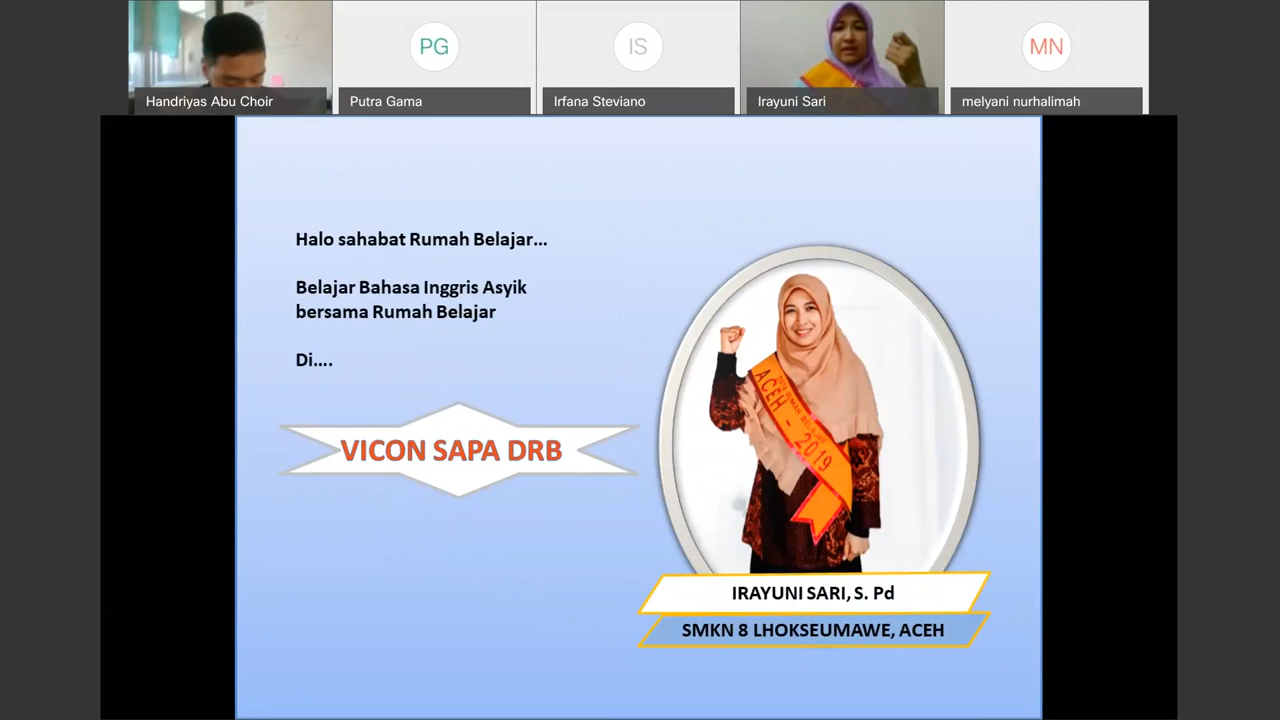 PG
IS
MN
Handriyas Abu Choir
Putra Gama
Irfana Steviano
Irayuni Sari
melyani nurhalimah
Halo sahabat Rumah Belajar...
Belajar Bahasa Inggris Asyik
bersama Rumah Belajar
Di....
VICON SAPA DRB
ACEH - 2019
IRAYUNI SARI, S. Pd
SMKN 8 LHOKSEUMAWE, ACEH